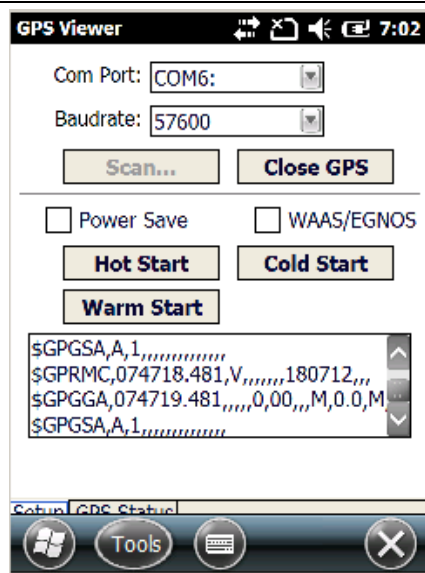 GPS Viewer 7:02
Com Port: COM6:
Baudrate: 57600
Scan... Close GPS
Power Save WAAS/EGNOS
Hot Start Cold Start
Warm Start
$GPGSA,A,1,,,,,,,,,,,,,,
$GPRMC,074718.481,V,,,,,,,180712,,,
$GPGGA,074719.481,,,,,0,00,,,M,0.0,M,
$GPGSA,A,1,,,,,,,,,,,,,,
Setup GPS Status
Tools